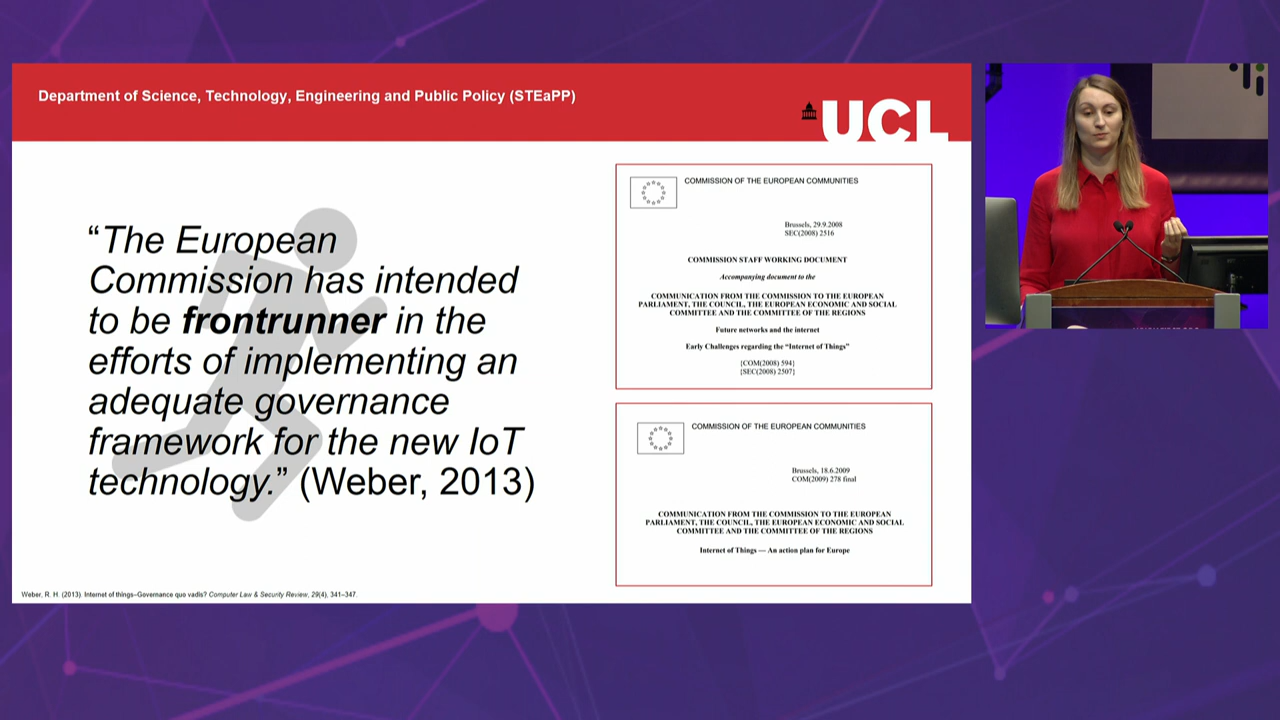 Department of Science, Technology, Engineering and Public Policy (STEaPP)
UCL
“The European
Commission has intended
to be frontrunner in the
efforts of implementing an
adequate governance
framework for the new IoT
technology.” (Weber, 2013)
COMMISSION OF THE EUROPEAN COMMUNITIES
Brussels, 29.9.2008
SEC(2008) 2516
COMMISSION STAFF WORKING DOCUMENT
Accompanying document to the
COMMUNICATION FROM THE COMMISSION TO THE EUROPEAN
PARLIAMENT, THE COUNCIL, THE EUROPEAN ECONOMIC AND SOCIAL
COMMITTEE AND THE COMMITTEE OF THE REGIONS
Future networks and the internet
Early Challenges regarding the “Internet of Things”
{COM(2008) 594}
{SEC(2008) 2507}
COMMISSION OF THE EUROPEAN COMMUNITIES
Brussels, 18.6.2009
COM(2009) 278 final
COMMUNICATION FROM THE COMMISSION TO THE EUROPEAN
PARLIAMENT, THE COUNCIL, THE EUROPEAN ECONOMIC AND SOCIAL
COMMITTEE AND THE COMMITTEE OF THE REGIONS
Internet of Things — An action plan for Europe
Weber, R. H. (2013). Internet of things–Governance quo vadis? Computer Law & Security Review, 29(4), 341–347.